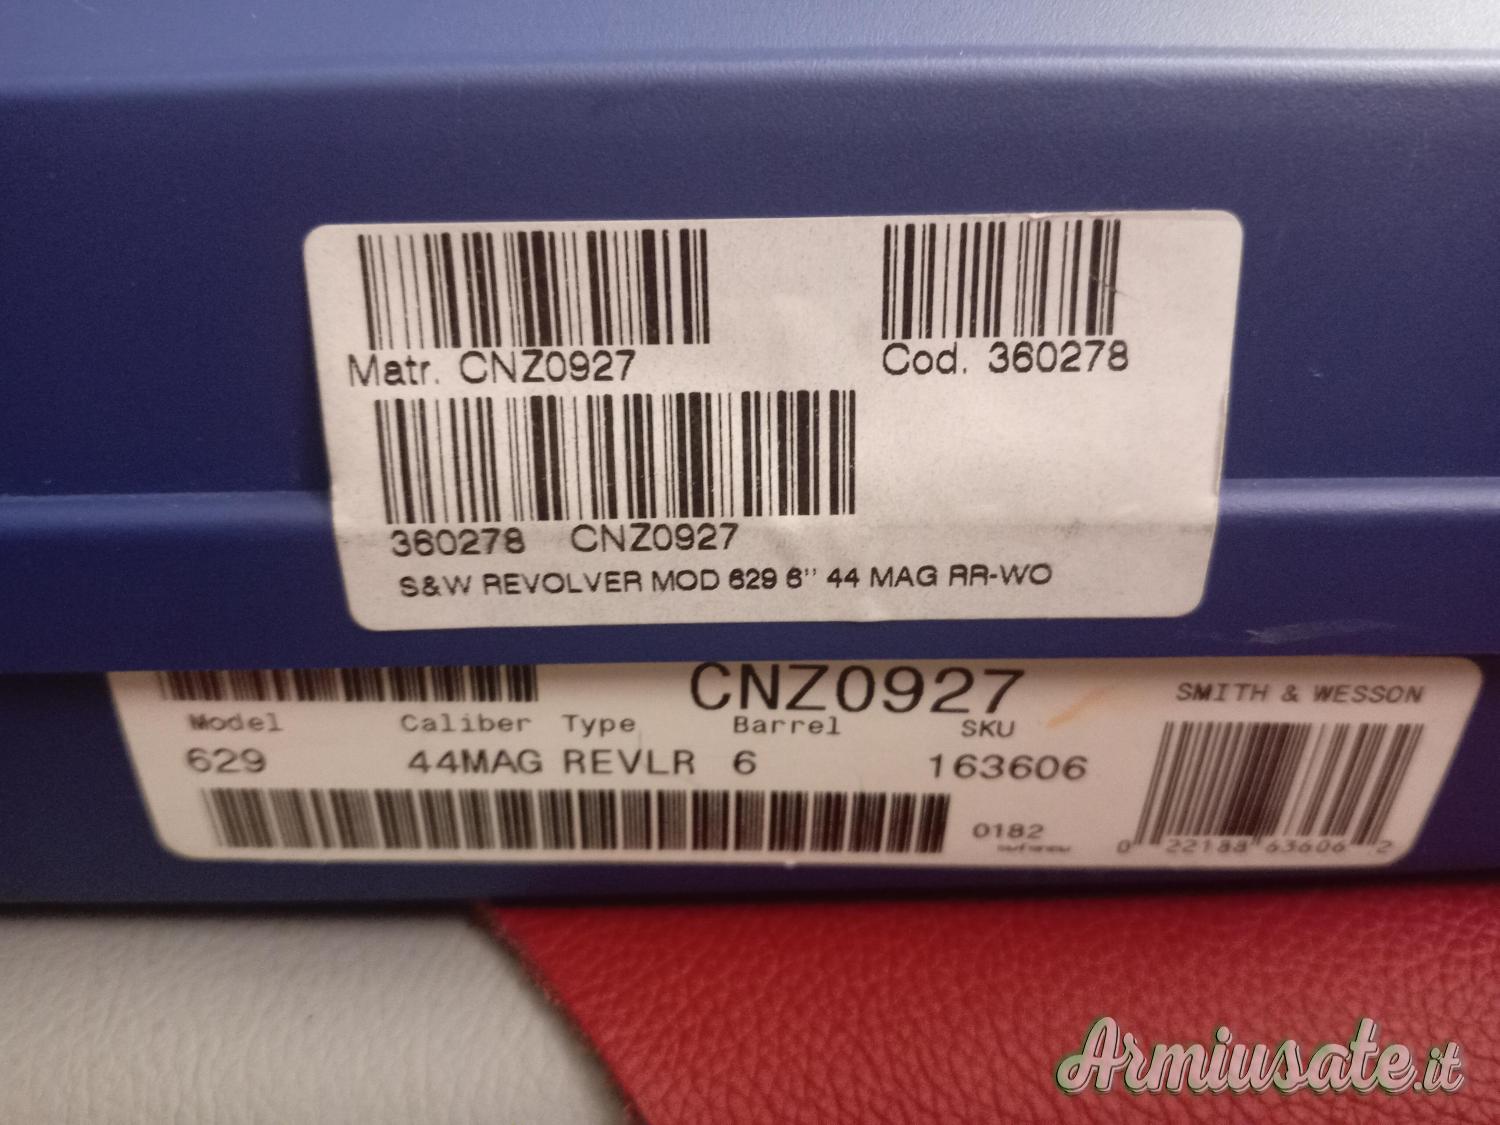 Matr. CNZ0927
Cod. 360278
360278 CNZ0927
S&W REVOLVER MOD 629 6'' 44 MAG RR-WO
CNZ0927
SMITH & WESSON
Model Caliber Type Barrel SKU
629 44MAG REVLR 6 163606
0182
0 22188 63606 2
Armiusate.it